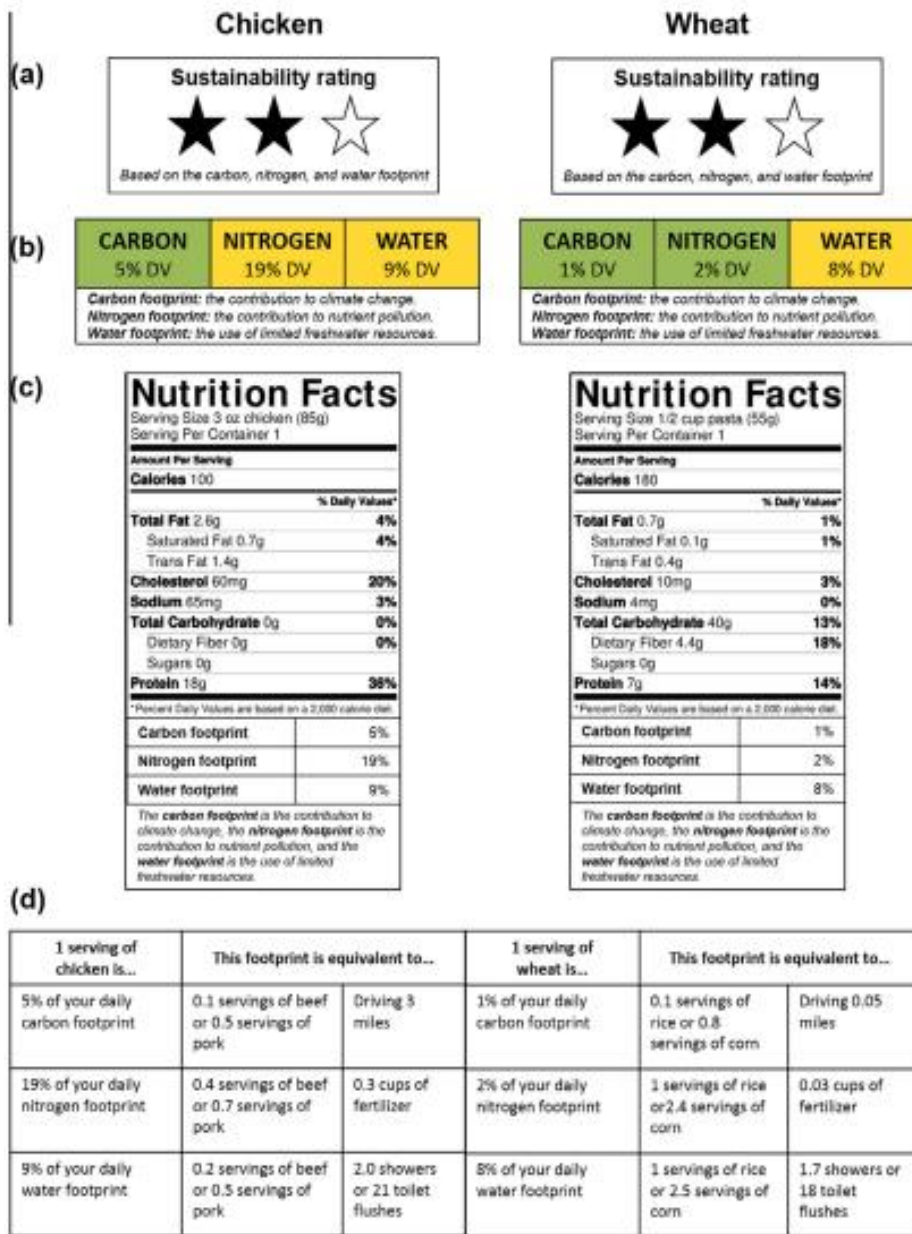 Chicken Wheat
(a)
Sustainability rating
Based on the carbon, nitrogen, and water footprint
Sustainability rating
Based on the carbon, nitrogen, and water footprint
(b)
CARBON NITROGEN WATER
5% DV 19% DV 9% DV
Carbon footprint: the contribution to climate change.
Nitrogen footprint: the contribution to nutrient pollution.
Water footprint: the use of limited freshwater resources.
CARBON NITROGEN WATER
1% DV 2% DV 8% DV
Carbon footprint: the contribution to climate change.
Nitrogen footprint: the contribution to nutrient pollution.
Water footprint: the use of limited freshwater resources.
(c)
Nutrition Facts
Serving Size 3 oz chicken (85g)
Serving Per Container 1
Amount Per Serving
Calories 100
% Daily Values*
Total Fat 2.6g 4%
Saturated Fat 0.7g 4%
Trans Fat 1.4g
Cholesterol 60mg 20%
Sodium 65mg 3%
Total Carbohydrate 0g 0%
Dietary Fiber 0g 0%
Sugars 0g
Protein 18g 36%
*Percent Daily Values are based on a 2,000 calorie diet.
Carbon footprint 5%
Nitrogen footprint 19%
Water footprint 9%
The carbon footprint is the contribution to
climate change, the nitrogen footprint is the
contribution to nutrient pollution, and the
water footprint is the use of limited
freshwater resources.
Nutrition Facts
Serving Size 1/2 cup pasta (55g)
Serving Per Container 1
Amount Per Serving
Calories 180
% Daily Values*
Total Fat 0.7g 1%
Saturated Fat 0.1g 1%
Trans Fat 0.4g
Cholesterol 10mg 3%
Sodium 4mg 0%
Total Carbohydrate 40g 13%
Dietary Fiber 4.4g 18%
Sugars 0g
Protein 7g 14%
*Percent Daily Values are based on a 2,000 calorie diet.
Carbon footprint 1%
Nitrogen footprint 2%
Water footprint 8%
The carbon footprint is the contribution to
climate change, the nitrogen footprint is the
contribution to nutrient pollution, and the
water footprint is the use of limited
freshwater resources.
(d)
1 serving of
chicken is...
This footprint is equivalent to...
1 serving of
wheat is...
This footprint is equivalent to...
5% of your daily
carbon footprint
0.1 servings of beef
or 0.5 servings of
pork
Driving 3
miles
1% of your daily
carbon footprint
0.1 servings of
rice or 0.8
servings of corn
Driving 0.05
miles
19% of your daily
nitrogen footprint
0.4 servings of beef
or 0.7 servings of
pork
0.3 cups of
fertilizer
2% of your daily
nitrogen footprint
1 servings of rice
or2.4 servings of
corn
0.03 cups of
fertilizer
9% of your daily
water footprint
0.2 servings of beef
or 0.5 servings of
pork
2.0 showers
or 21 toilet
flushes
8% of your daily
water footprint
1 servings of rice
or 2.5 servings of
corn
1.7 showers or
18 toilet
flushes